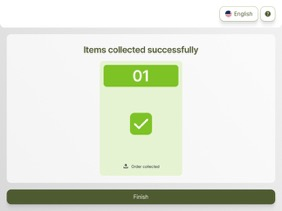 English
?
Items collected successfully
01
Order collected
Finish